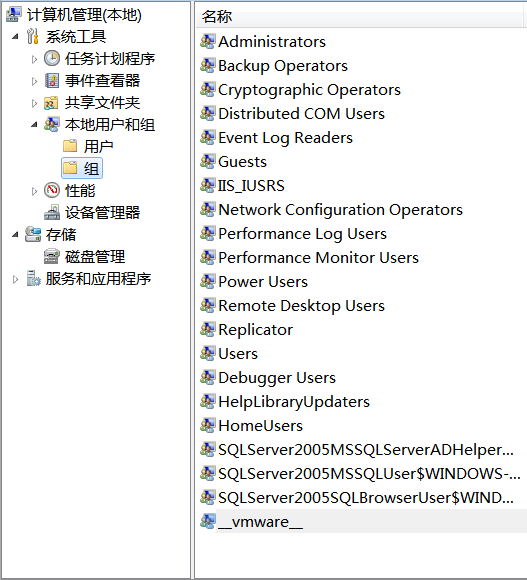 计算机管理(本地)
系统工具
任务计划程序
事件查看器
共享文件夹
本地用户和组
用户
组
性能
设备管理器
存储
磁盘管理
服务和应用程序
名称
Administrators
Backup Operators
Cryptographic Operators
Distributed COM Users
Event Log Readers
Guests
IIS_IUSRS
Network Configuration Operators
Performance Log Users
Performance Monitor Users
Power Users
Remote Desktop Users
Replicator
Users
Debugger Users
HelpLibraryUpdaters
HomeUsers
SQLServer2005MSSQLServerADHelper...
SQLServer2005MSSQLUser$WINDOWS-...
SQLServer2005SQLBrowserUser$WIND...
__vmware__